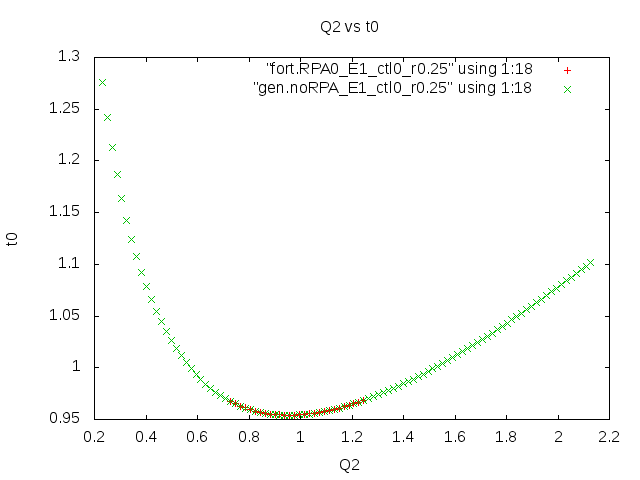 Q2 vs t0
"fort.RPA0_E1_ctl0_r0.25" using 1:18
"gen.noRPA_E1_ctl0_r0.25" using 1:18
1.3
1.25
1.2
1.15
1.1
1.05
1
0.95
t0
0.2 0.4 0.6 0.8 1 1.2 1.4 1.6 1.8 2 2.2
Q2